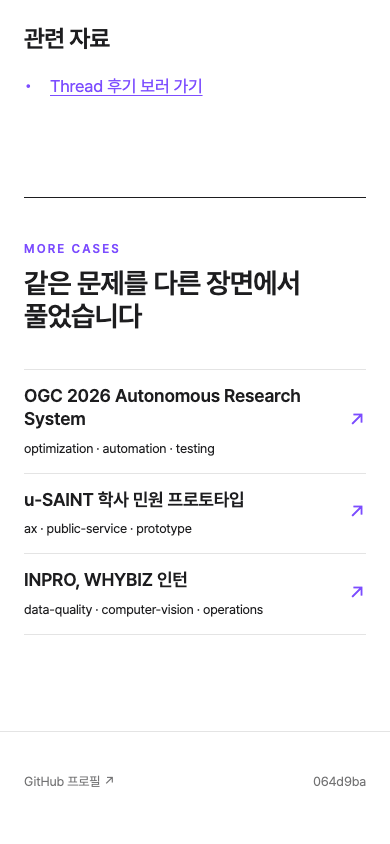 관련 자료
• Thread 후기 보러 가기
MORE CASES
같은 문제를 다른 장면에서
풀었습니다
OGC 2026 Autonomous Research
System
↗
optimization · automation · testing
u-SAINT 학사 민원 프로토타입
↗
ax · public-service · prototype
INPRO, WHYBIZ 인턴
↗
data-quality · computer-vision · operations
GitHub 프로필 ↗
064d9ba